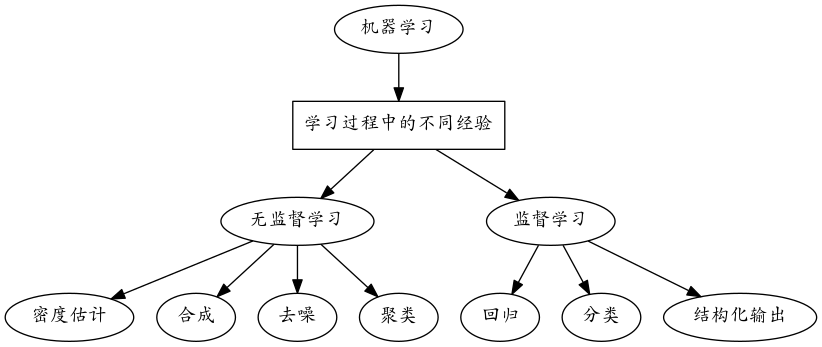 机器学习
学习过程中的不同经验
无监督学习
监督学习
密度估计
合成
去噪
聚类
回归
分类
结构化输出